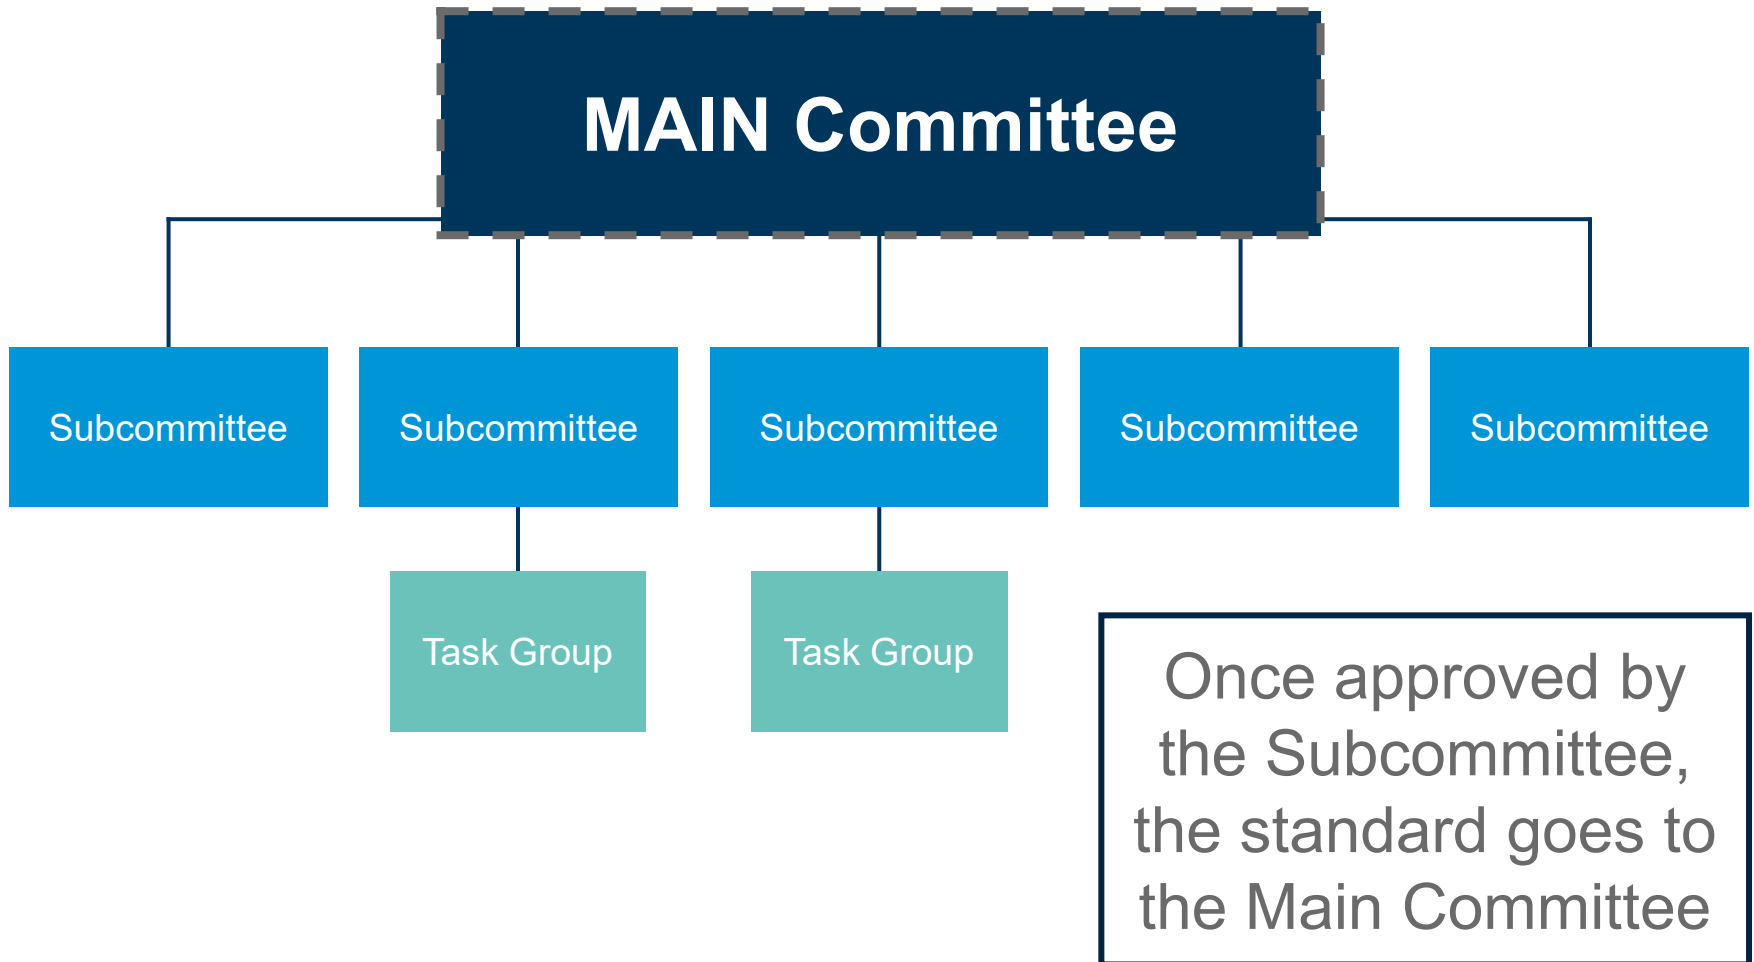 MAIN Committee
Subcommittee
Subcommittee
Subcommittee
Subcommittee
Subcommittee
Task Group
Task Group
Once approved by
the Subcommittee,
the standard goes to
the Main Committee